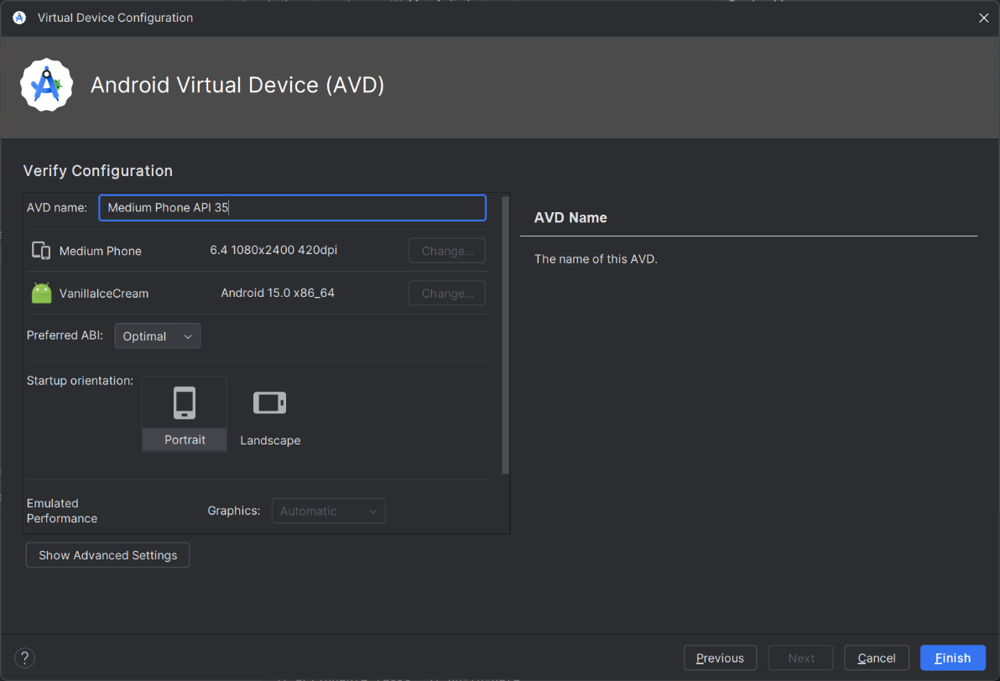 Virtual Device Configuration
Android Virtual Device (AVD)
Verify Configuration
AVD name: Medium Phone API 35
Medium Phone 6.4 1080x2400 420dpi Change...
VanillaIceCream Android 15.0 x86_64 Change...
Preferred ABI: Optimal
Startup orientation:
Portrait Landscape
Emulated
Performance
Graphics: Automatic
Show Advanced Settings
AVD Name
The name of this AVD.
?
Previous Next Cancel Finish